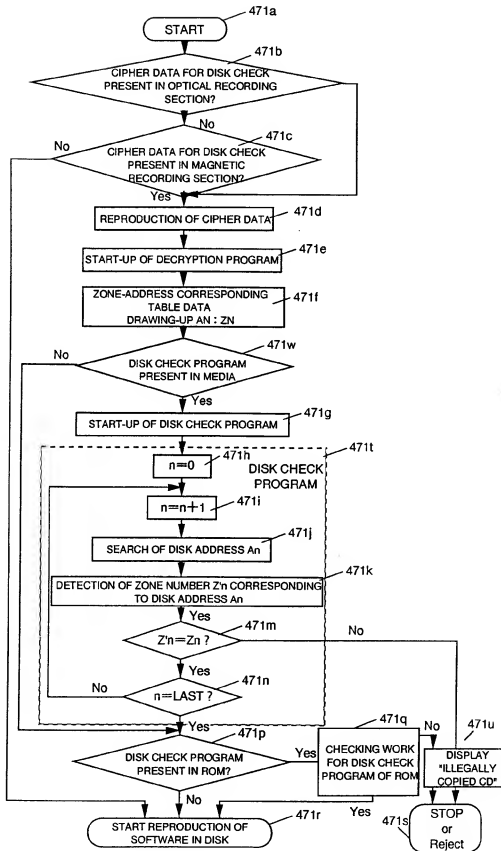 471a
START
471b
CIPHER DATA FOR DISK CHECK
PRESENT IN OPTICAL RECORDING
SECTION?
No
471c
No
CIPHER DATA FOR DISK CHECK
PRESENT IN MAGNETIC
RECORDING SECTION?
Yes
REPRODUCTION OF CIPHER DATA
471d
471e
START-UP OF DECRYPTION PROGRAM
ZONE-ADDRESS CORRESPONDING
TABLE DATA
DRAWING-UP AN : ZN
471f
No
471w
DISK CHECK PROGRAM
PRESENT IN MEDIA
Yes
START-UP OF DISK CHECK PROGRAM
471g
471t
n=0
471h
DISK CHECK
PROGRAM
n=n+1
471i
471j
SEARCH OF DISK ADDRESS An
471k
DETECTION OF ZONE NUMBER Z'n CORRESPONDING
TO DISK ADDRESS An
Yes
471m
No
Z'n=Zn ?
Yes
No
471n
n=LAST ?
Yes
471p
471q
No
471u
DISK CHECK PROGRAM
PRESENT IN ROM?
Yes
CHECKING WORK
FOR DISK CHECK
PROGRAM OF ROM
DISPLAY
"ILLEGALLY
COPIED CD"
No
Yes
START REPRODUCTION OF
SOFTWARE IN DISK
471r
471s
STOP
or
Reject